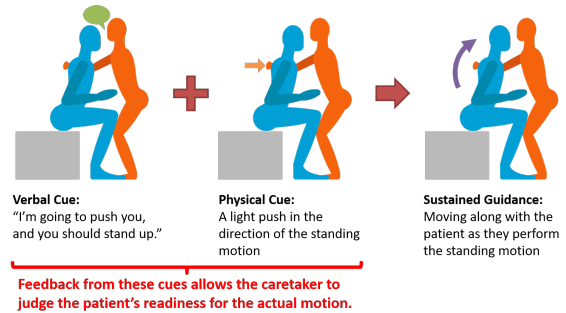 Verbal Cue:
“I’m going to push you,
and you should stand up.”
Physical Cue:
A light push in the
direction of the standing
motion
Sustained Guidance:
Moving along with the
patient as they perform
the standing motion
Feedback from these cues allows the caretaker to
judge the patient’s readiness for the actual motion.